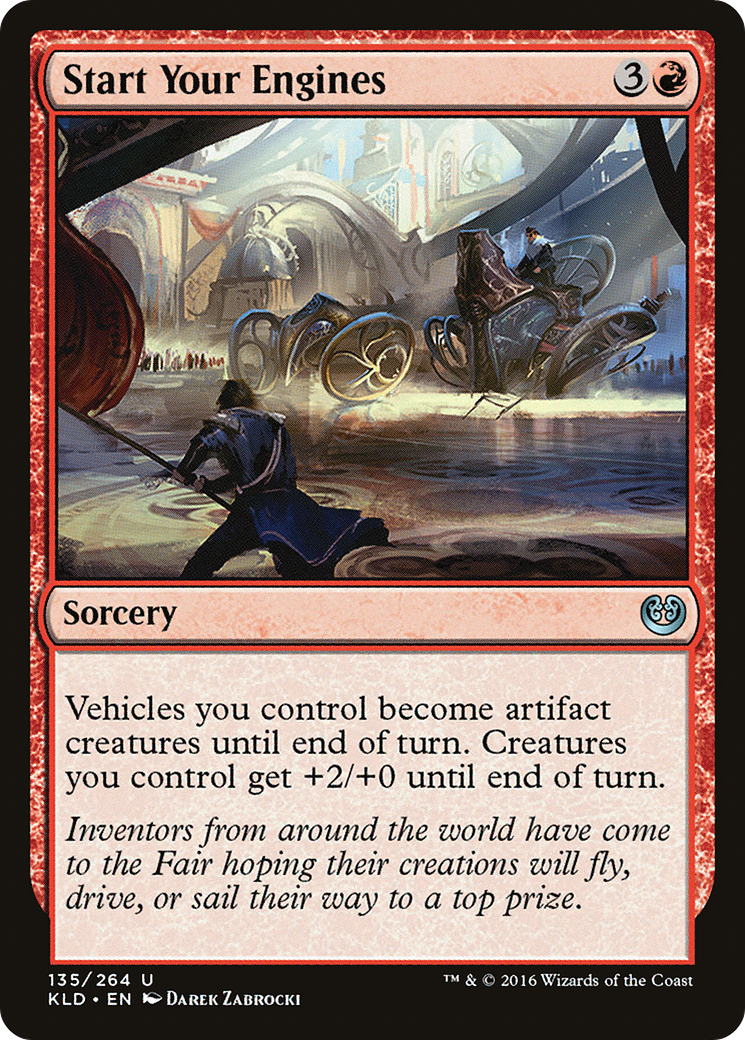 Start Your Engines 3
Sorcery
Vehicles you control become artifact
creatures until end of turn. Creatures
you control get +2/+0 until end of turn.
Inventors from around the world have come
to the Fair hoping their creations will fly,
drive, or sail their way to a top prize.
135/264 U
KLD • EN Darek Zabrocki
™ & © 2016 Wizards of the Coast